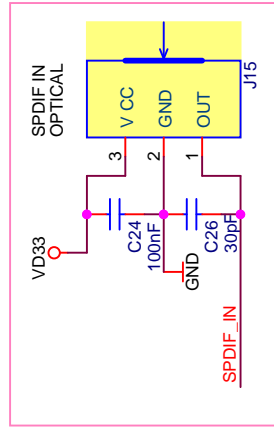 SPDIF IN
OPTICAL
J15
V CC
GND
OUT
3
2
1
VD33
C24
100nF
C26
30pF
GND
SPDIF_IN